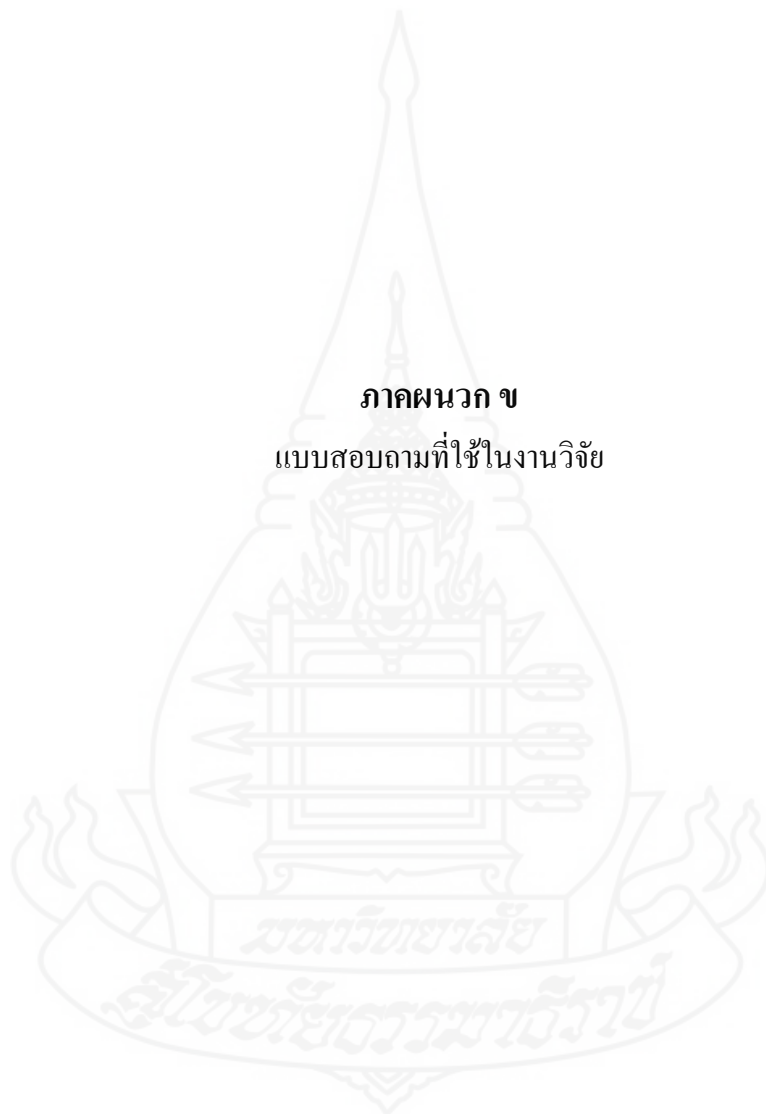 ภาคผนวก ข
แบบสอบถามที่ใช้ในงานวิจัย
มหาวิทยาลัย
สุโขทัยธรรมาธิราช